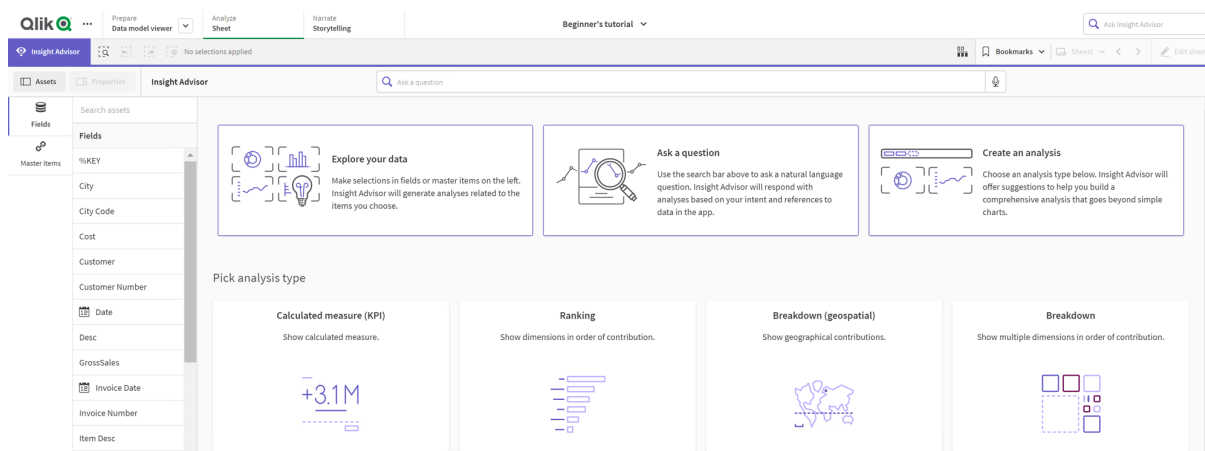 Qlik
Prepare
Data model viewer
Analyze
Sheet
Narrate
Storytelling
Beginner's tutorial
Ask Insight Advisor
Insight Advisor
No selections applied
Bookmarks
Sheets
Edit sheet
Assets
Properties
Insight Advisor
Ask a question
Fields
Master items
Search assets
Fields
%KEY
City
City Code
Cost
Customer
Customer Number
Date
Desc
GrossSales
Invoice Date
Invoice Number
Item Desc
Explore your data
Make selections in fields or master items on the left.
Insight Advisor will generate analyses related to the
items you choose.
Ask a question
Use the search bar above to ask a natural language
question. Insight Advisor will respond with
analyses based on your intent and references to
data in the app.
Create an analysis
Choose an analysis type below. Insight Advisor will
offer suggestions to help you build a
comprehensive analysis that goes beyond simple
charts.
Pick analysis type
Calculated measure (KPI)
Show calculated measure.
+3.1M
Ranking
Show dimensions in order of contribution.
Breakdown (geospatial)
Show geographical contributions.
Breakdown
Show multiple dimensions in order of contribution.